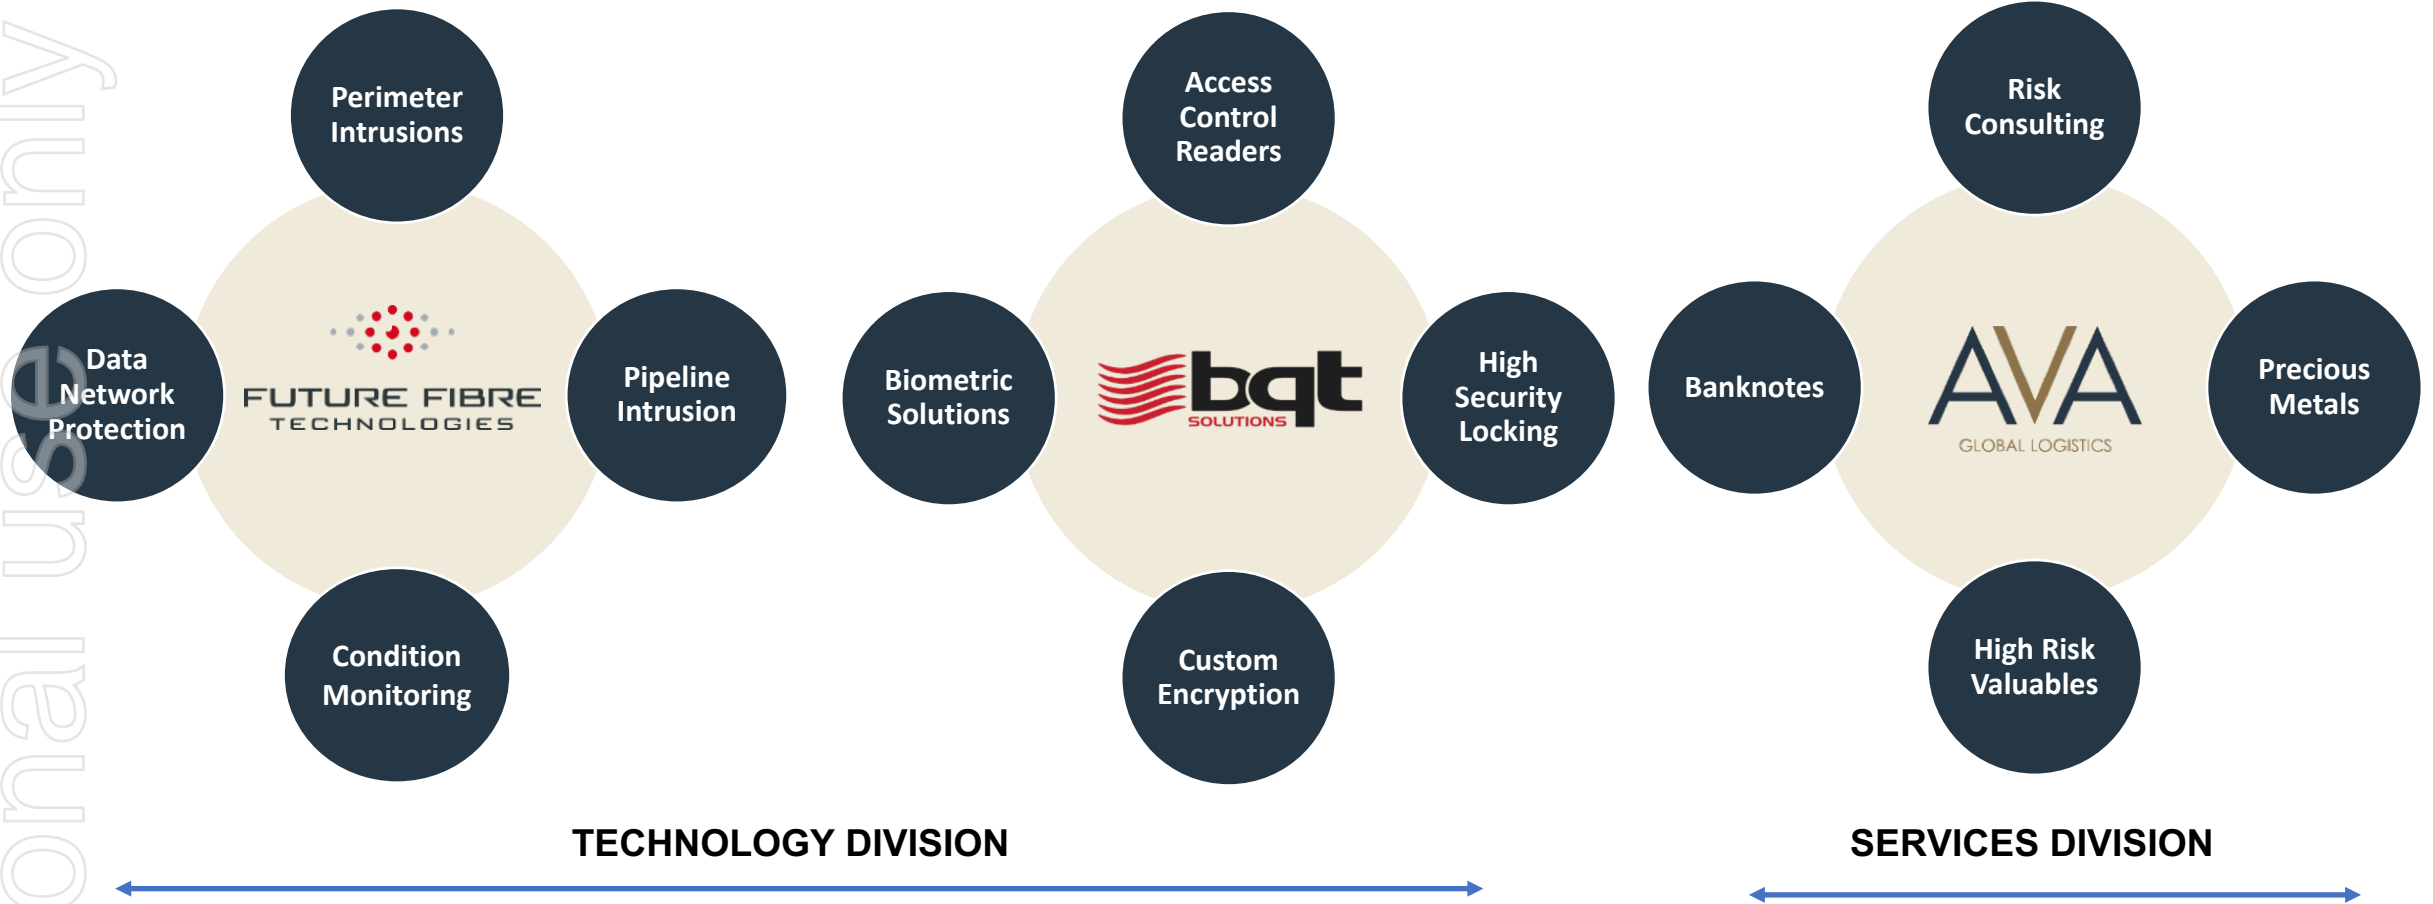 Perimeter
Intrusions
Data
Network
Protection
FUTURE FIBRE
TECHNOLOGIES
Pipeline
Intrusion
Condition
Monitoring
Access
Control
Readers
Biometric
Solutions
bqt
SOLUTIONS
High
Security
Locking
Custom
Encryption
Risk
Consulting
Banknotes
AVA
GLOBAL LOGISTICS
Precious
Metals
High Risk
Valuables
TECHNOLOGY DIVISION
SERVICES DIVISION
onal use only